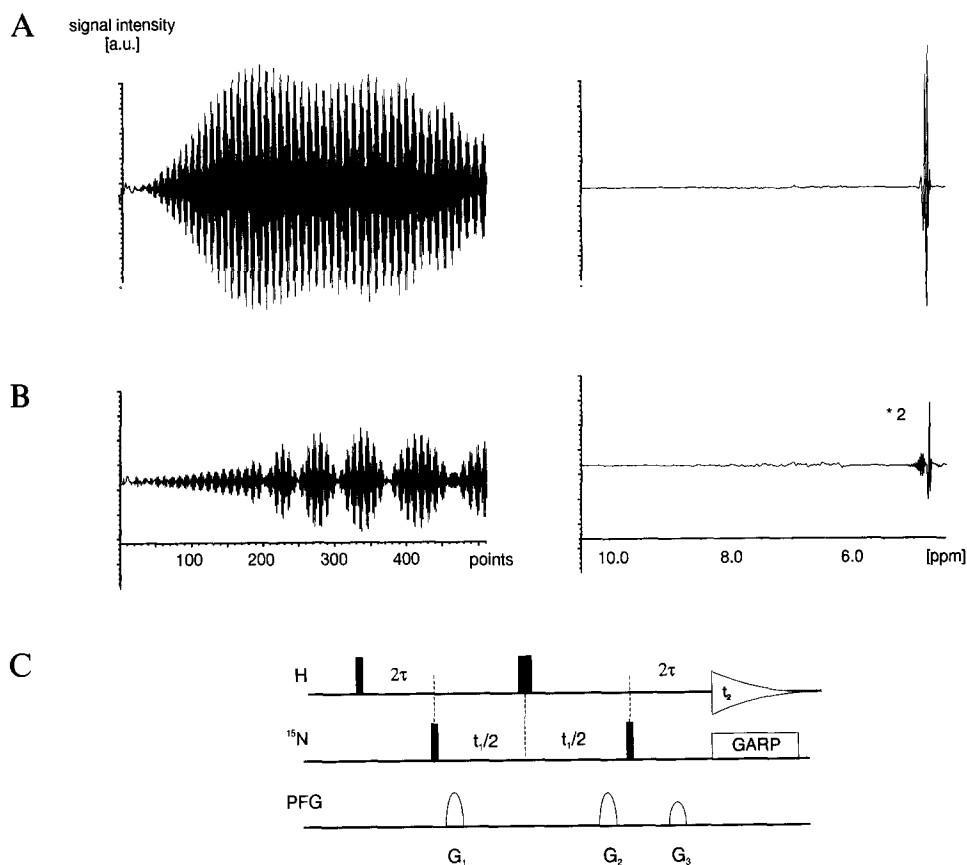 A
signal intensity
[a.u.]
B
* 2
100 200 300 400 points
10.0 8.0 6.0 [ppm]
C
H 2τ 2τ t₂
¹⁵N t₁/2 t₁/2 GARP
PFG
G₁ G₂ G₃